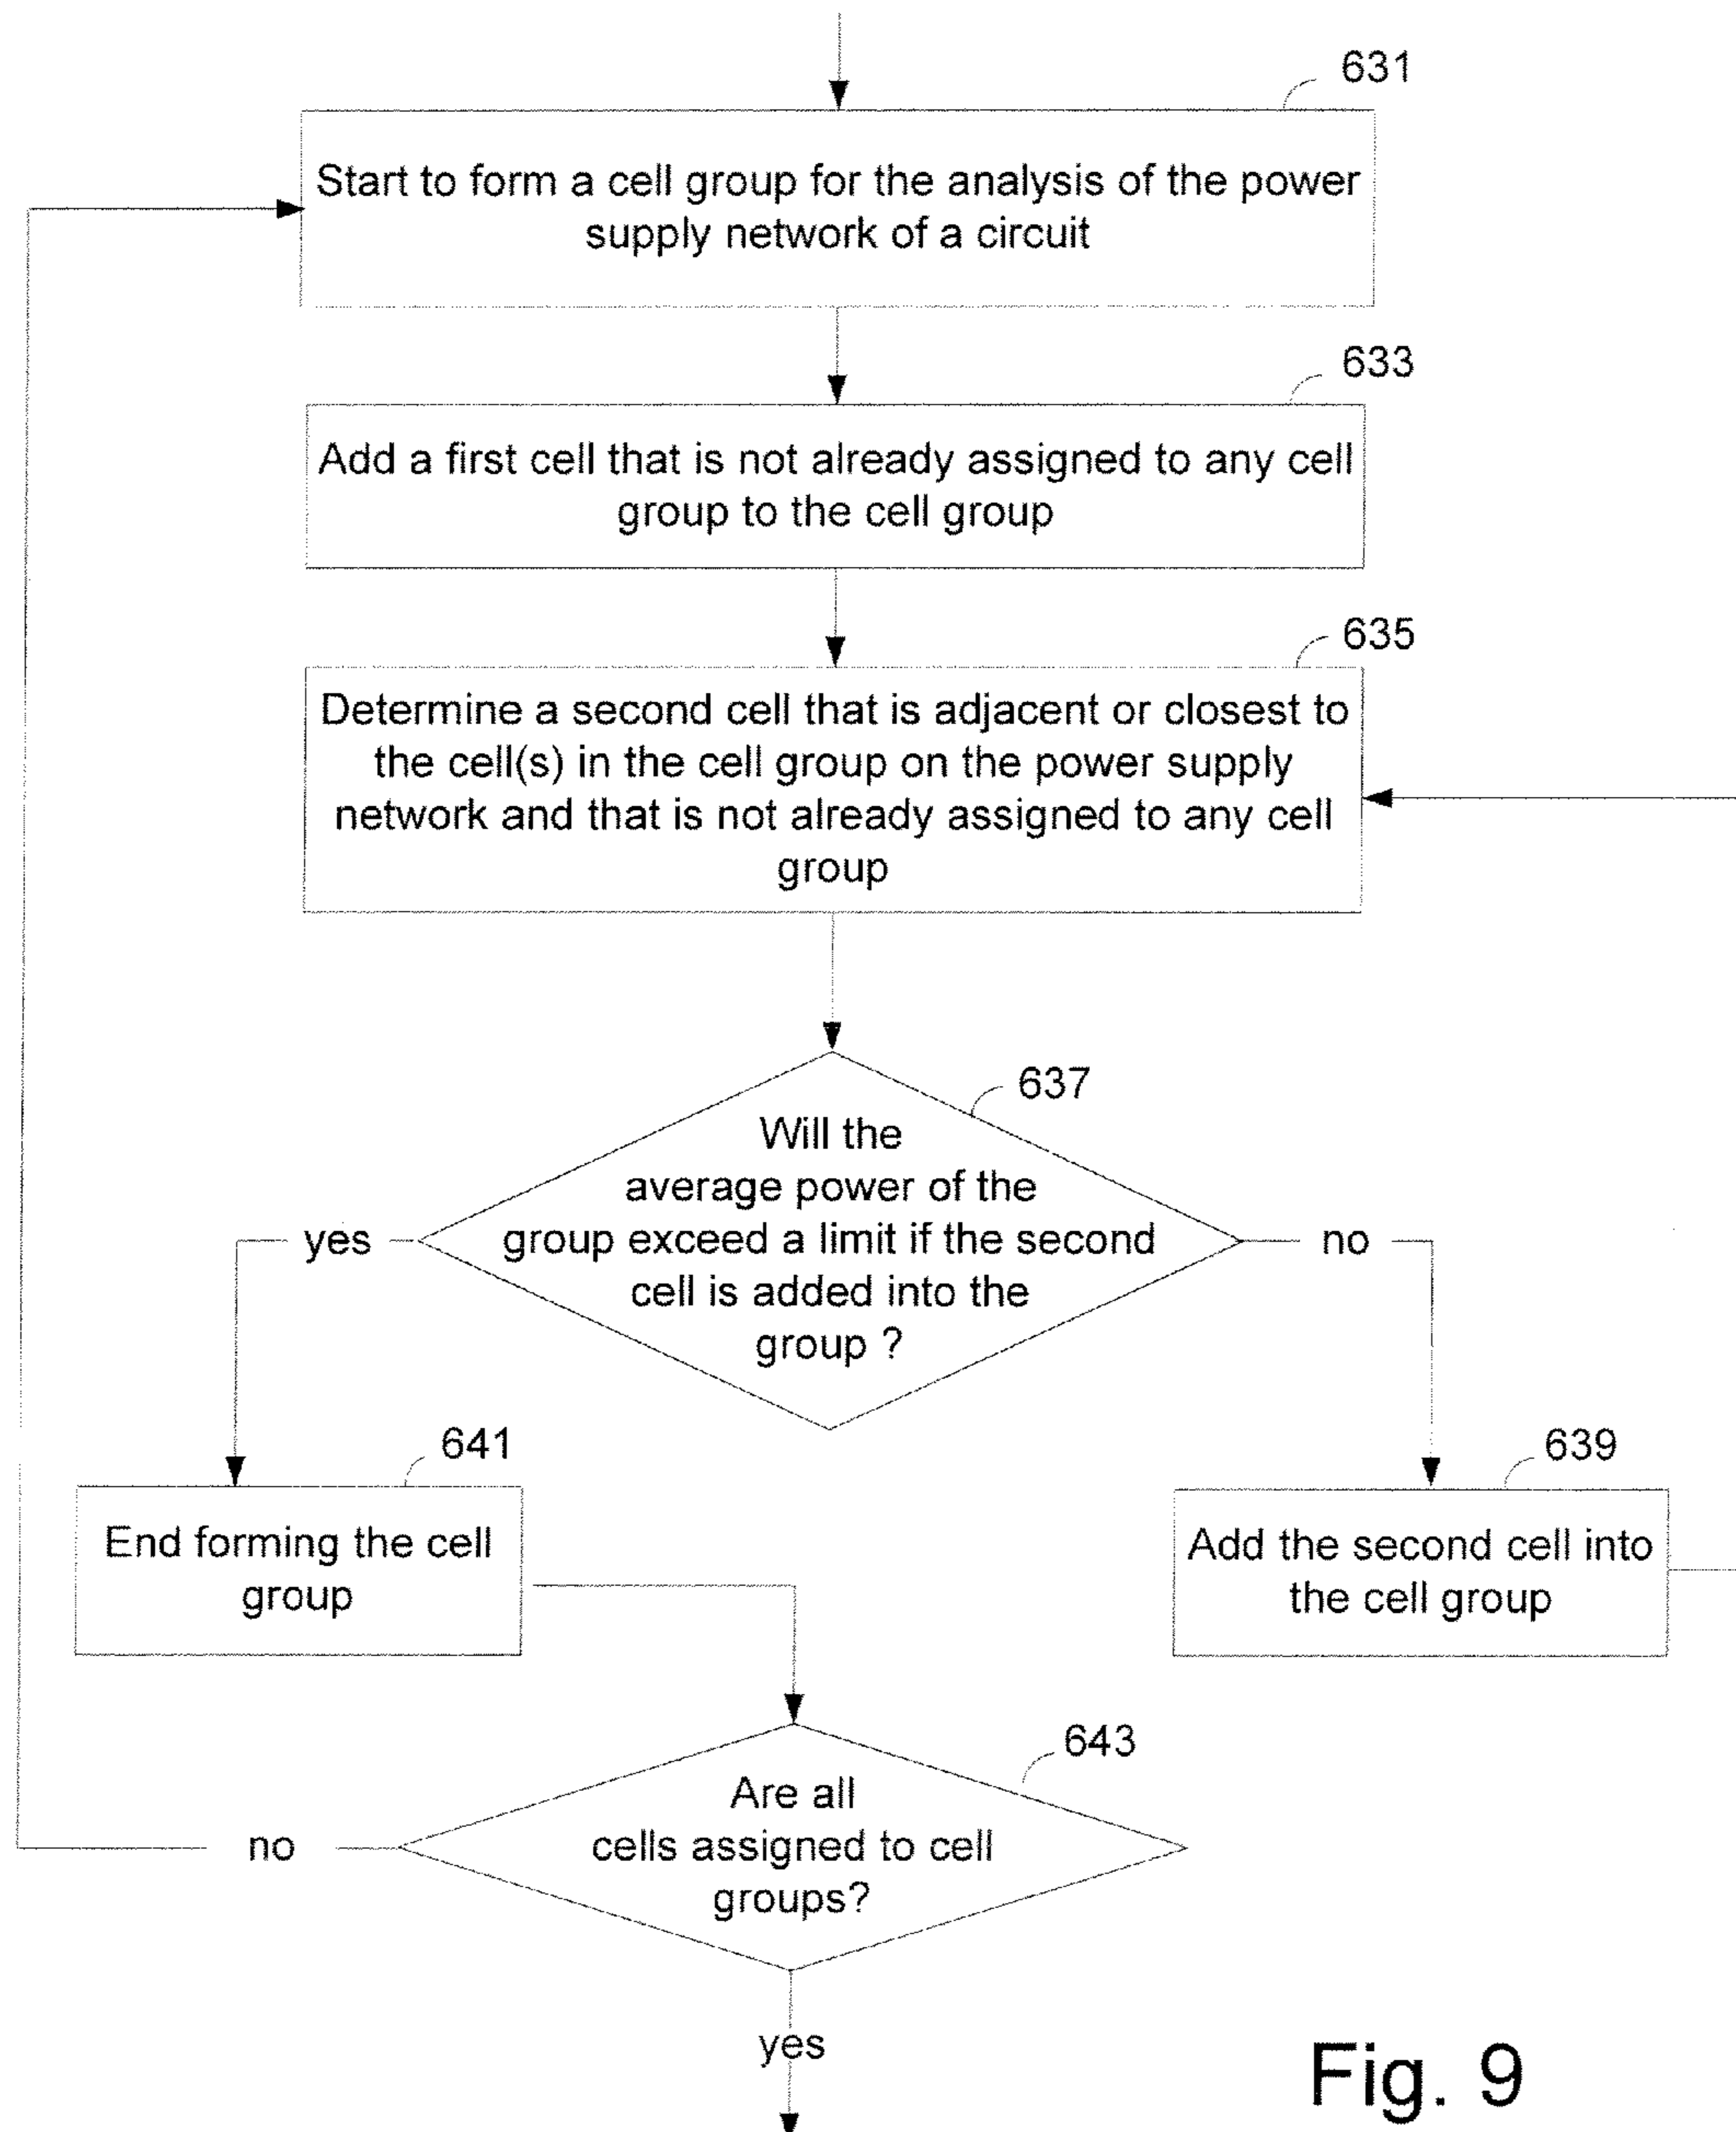 631
Start to form a cell group for the analysis of the power
supply network of a circuit
633
Add a first cell that is not already assigned to any cell
group to the cell group
635
Determine a second cell that is adjacent or closest to
the cell(s) in the cell group on the power supply
network and that is not already assigned to any cell
group
637
Will the
average power of the
group exceed a limit if the second
cell is added into the
group ?
yes
no
641
End forming the cell
group
639
Add the second cell into
the cell group
643
Are all
cells assigned to cell
groups?
no
yes
Fig. 9